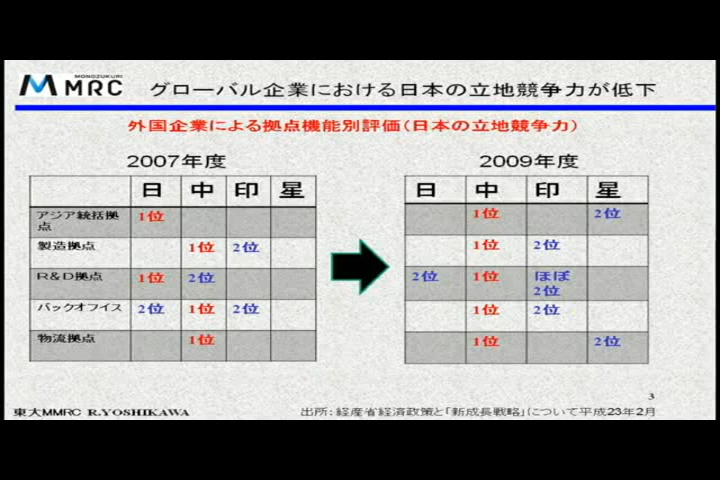 MONOZUKURI
MMRC
グローバル企業における日本の立地競争力が低下
外国企業による拠点機能別評価(日本の立地競争力)
2007年度
日 中 印 星
アジア統括拠点 1位
製造拠点 1位 2位
R&D拠点 1位 2位
バックオフィス 2位 1位 2位
物流拠点 1位
2009年度
日 中 印 星
1位 2位
1位 2位
2位 1位 ほぼ
2位
1位 2位
1位 2位
3
東大MMRC R.YOSHIKAWA
出所:経産省経済政策と「新成長戦略」について平成23年2月